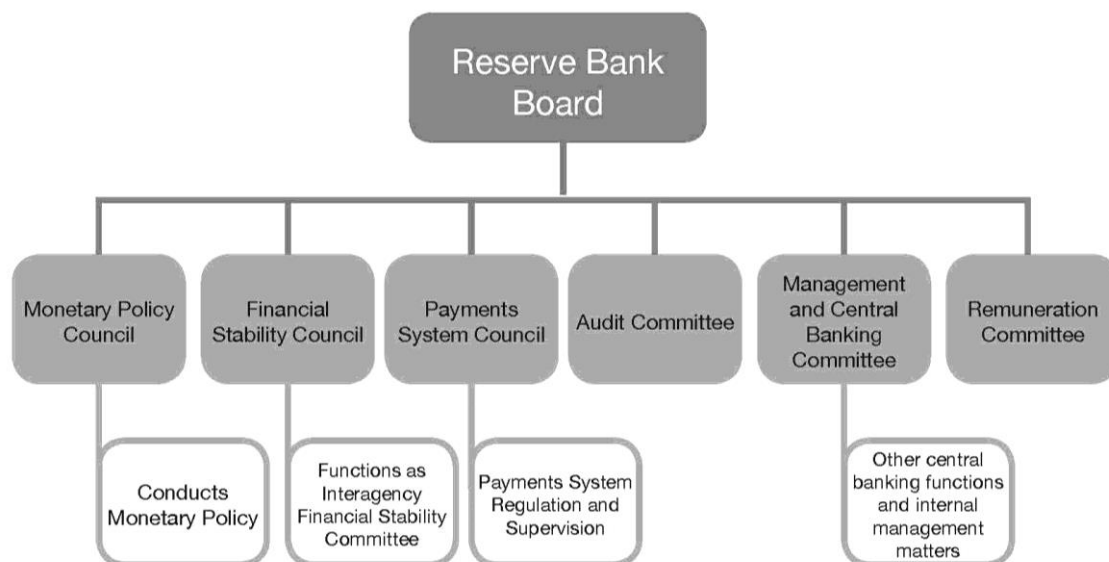 Reserve Bank
Board
Monetary Policy
Council
Financial
Stability Council
Payments
System Council
Audit Committee
Management
and Central
Banking
Committee
Remuneration
Committee
Conducts
Monetary Policy
Functions as
Interagency
Financial Stability
Committee
Payments System
Regulation and
Supervision
Other central
banking functions
and internal
management
matters